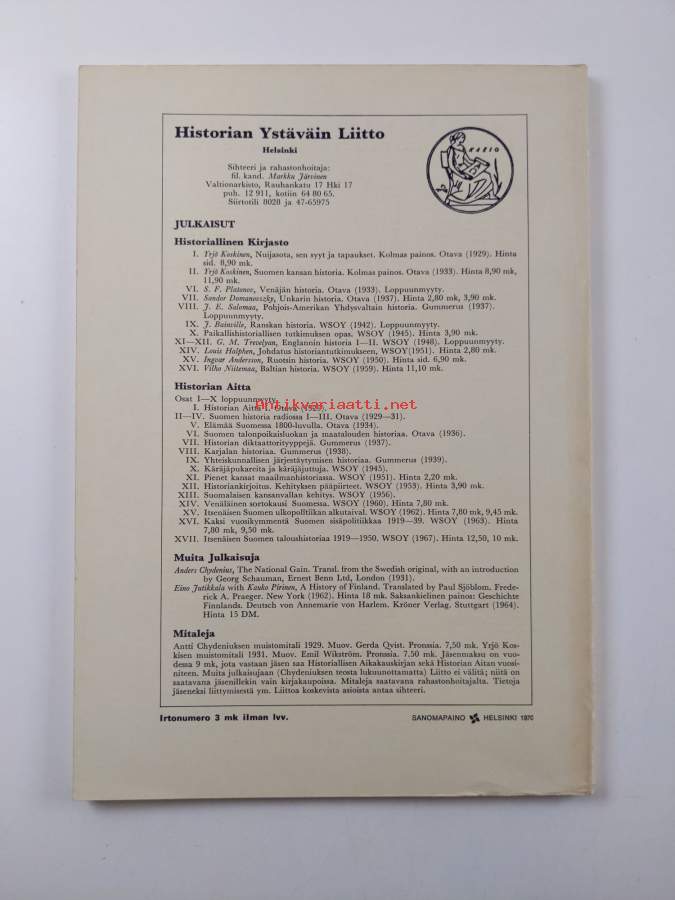 Historian Ystäväin Liitto
Helsinki
KLEIO
Sihteeri ja rahastonhoitaja:
fil. kand. Markku Järvinen
Valtionarkisto, Rauhankatu 17 Hki 17
puh. 12 911, kotiin 64 80 65.
Siirtotili 8028 ja 47-65975
JULKAISUT
Historiallinen Kirjasto
I. Yrjö Koskinen, Nuijasota, sen syyt ja tapaukset. Kolmas painos. Otava (1929). Hinta
sid. 8,90 mk.
II. Yrjö Koskinen, Suomen kansan historia. Kolmas painos. Otava (1933). Hinta 8,90 mk,
11,90 mk.
VI. S. F. Platonov, Venäjän historia. Otava (1933). Loppuunmyyty.
VII. Sandor Domanovszky, Unkarin historia. Otava (1937). Hinta 2,80 mk, 3,90 mk.
VIII. J. E. Salomaa, Pohjois-Amerikan Yhdysvaltain historia. Gummerus (1937).
Loppuunmyyty.
IX. J. Bainville, Ranskan historia. WSOY (1942). Loppuunmyyty.
X. Paikallishistoriallisen tutkimuksen opas. WSOY (1945). Hinta 3,90 mk.
XI—XII. G. M. Trevelyan, Englannin historia I—II. WSOY (1948). Loppuunmyyty.
XIV. Louis Halphen, Johdatus historiantutkimukseen, WSOY(1951). Hinta 2,80 mk.
XV. Ingvar Andersson, Ruotsin historia. WSOY (1950). Hinta sid. 6,90 mk.
XVI. Vilho Niitemaa, Baltian historia. WSOY (1959). Hinta 11,10 mk.
Historian Aitta
Osat I—X loppuunmyyty.
I. Historian Aitta I. Otava (1929).
Antikvariaatti.net
II—IV. Suomen historia radiossa I—III. Otava (1929—31).
V. Elämää Suomessa 1800-luvulla. Otava (1934).
VI. Suomen talonpoikaisluokan ja maatalouden historiaa. Otava (1936).
VII. Historian diktaattorityyppejä. Gummerus (1937).
VIII. Karjalan historiaa. Gummerus (1938).
IX. Yhteiskunnallisen järjestäytymisen historiaa. Gummerus (1939).
X. Käräjäpukareita ja käräjäjuttuja. WSOY (1945).
XI. Pienet kansat maailmanhistoriassa. WSOY (1951) Hinta 2,20 mk.
XII. Historiankirjoitus. Kehityksen pääpiirteet. WSOY (1953). Hinta 3,90 mk.
XIII. Suomalaisen kansanvallan kehitys. WSOY (1956).
XIV. Venäläinen sortokausi Suomessa. WSOY (1960). Hinta 7,80 mk.
XV. Itsenäisen Suomen ulkopolitiikan alkutaival. WSOY (1962). Hinta 7,80 mk, 9,45 mk.
XVI. Kaksi vuosikymmentä Suomen sisäpolitiikkaa 1919—39. WSOY (1963). Hinta
7,80 mk, 9,50 mk.
XVII. Itsenäisen Suomen taloushistoriaa 1919—1950. WSOY (1967). Hinta 12,50, 10 mk.
Muita Julkaisuja
Anders Chydenius, The National Gain. Transl. from the Swedish original, with an introduction
by Georg Schauman, Ernest Benn Ltd, London (1931).
Eino Jutikkala with Kauko Pirinen, A History of Finland. Translated by Paul Sjöblom. Frede-
rick A. Praeger. New York (1962). Hinta 18 mk. Saksankielinen painos: Geschichte
Finnlands. Deutsch von Annemarie von Harlem. Kröner Verlag. Stuttgart (1964).
Hinta 15 DM.
Mitaleja
Antti Chydeniuksen muistomitali 1929. Muov. Gerda Qvist. Pronssia. 7,50 mk. Yrjö Kos-
kisen muistomitali 1931. Muov. Emil Wikström. Pronssia. 7.50 mk. Jäsenmaksu on vuo-
dessa 9 mk, jota vastaan jäsen saa Historiallisen Aikakauskirjan sekä Historian Aitan vuosi-
niteen. Muita julkaisujaan (Chydeniuksen teosta lukuunottamatta) Liitto ei välitä; niitä on
saatavana jäsenillekin vain kirjakaupoissa. Mitaleja saatavana rahastonhoitajalta. Tietoja
jäseneksi liittymisestä ym. Liittoa koskevista asioista antaa sihteeri.
Irtonumero 3 mk ilman lvv.
SANOMAPAINO HELSINKI 1970